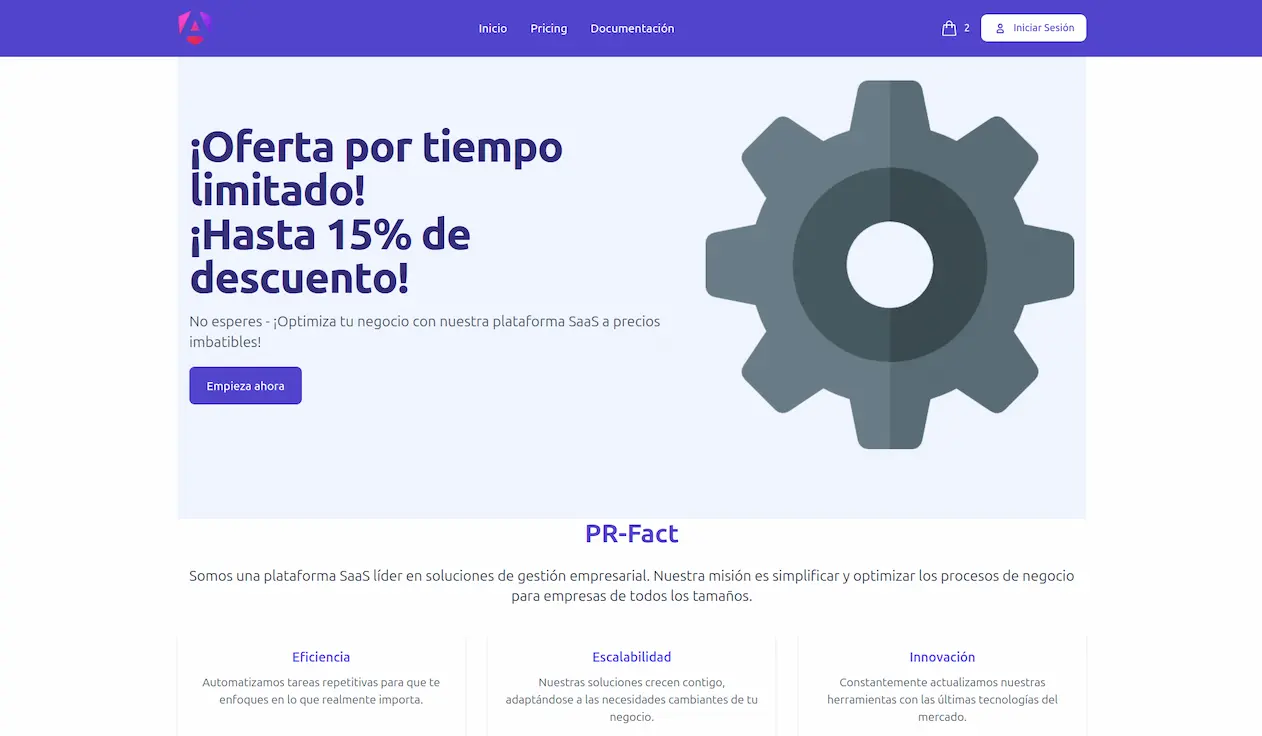 Inicio
Pricing
Documentación
2
Iniciar Sesión
¡Oferta por tiempo
limitado!
¡Hasta 15% de
descuento!
No esperes - ¡Optimiza tu negocio con nuestra plataforma SaaS a precios
imbatibles!
Empieza ahora
PR-Fact
Somos una plataforma SaaS líder en soluciones de gestión empresarial. Nuestra misión es simplificar y optimizar los procesos de negocio
para empresas de todos los tamaños.
Eficiencia
Automatizamos tareas repetitivas para que te
enfoques en lo que realmente importa.
Escalabilidad
Nuestras soluciones crecen contigo,
adaptándose a las necesidades cambiantes de tu
negocio.
Innovación
Constantemente actualizamos nuestras
herramientas con las últimas tecnologías del
mercado.